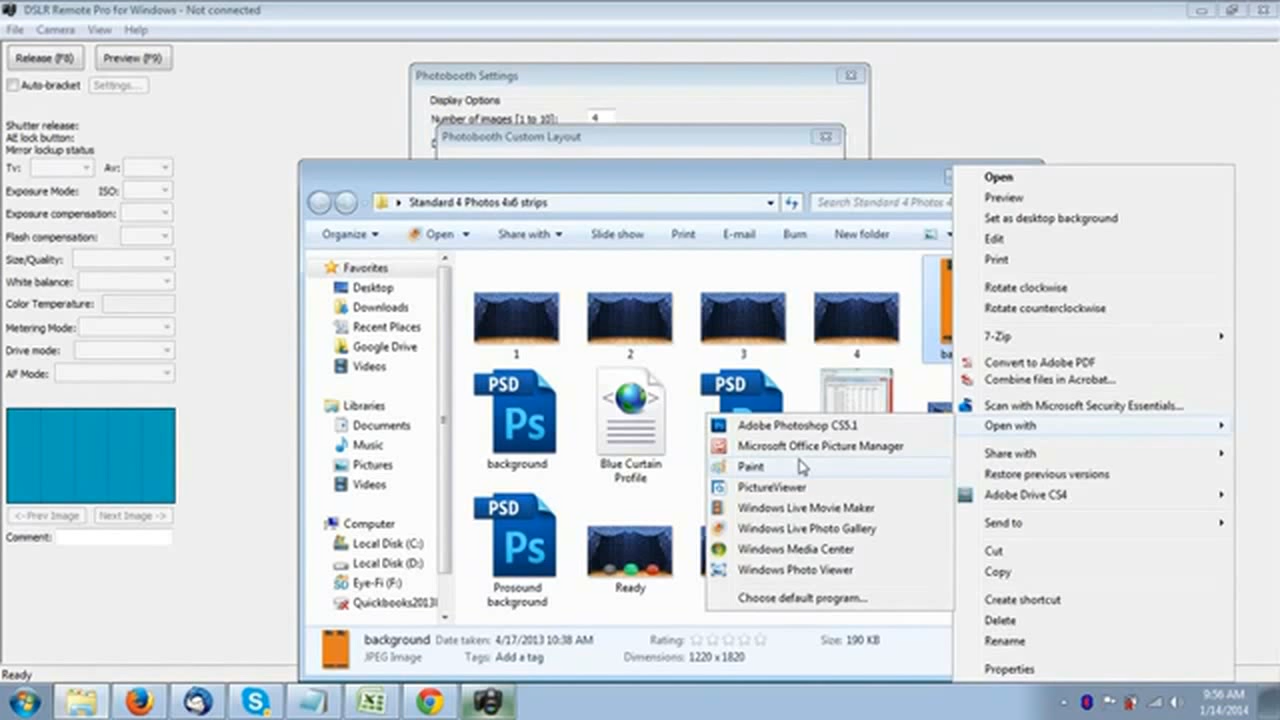 DSLR Remote Pro for Windows - Not connected
File Camera View Help
Release (F8) Preview (F9)
Auto-bracket Settings...
Shutter release:
AE lock button:
Mirror lockup status
Tv: Av:
Exposure Mode: ISO:
Exposure compensation:
Flash compensation:
Size/Quality:
White balance:
Color Temperature:
Metering Mode:
Drive mode:
AF Mode:
<-Prev Image Next Image ->
Comment:
Ready
Photobooth Settings
Display Options
Number of images [1 to 10]: 4
Photobooth Custom Layout
Standard 4 Photos 4x6 strips
Search Standard 4 Photos 4
Organize Open Share with Slide show Print E-mail Burn New folder
Favorites
Desktop
Downloads
Recent Places
Google Drive
Videos
Libraries
Documents
Music
Pictures
Videos
Computer
Local Disk (C:)
Local Disk (D:)
Eye-Fi (F:)
Quickbooks2013
1 2 3 4 ba
PSD PSD
Ps
background
Blue Curtain
Profile
PSD
Ps
Prosound
background
Ready
Adobe Photoshop CS5.1
Microsoft Office Picture Manager
Paint
PictureViewer
Windows Live Movie Maker
Windows Live Photo Gallery
Windows Media Center
Windows Photo Viewer
Choose default program...
Open
Preview
Set as desktop background
Edit
Print
Rotate clockwise
Rotate counterclockwise
7-Zip
Convert to Adobe PDF
Combine files in Acrobat...
Scan with Microsoft Security Essentials...
Open with
Share with
Restore previous versions
Adobe Drive CS4
Send to
Cut
Copy
Create shortcut
Delete
Rename
Properties
background Date taken: 4/17/2013 10:38 AM Rating: Size: 190 KB
JPEG Image Tags: Add a tag Dimensions: 1220 x 1820
9:56 AM
1/14/2014